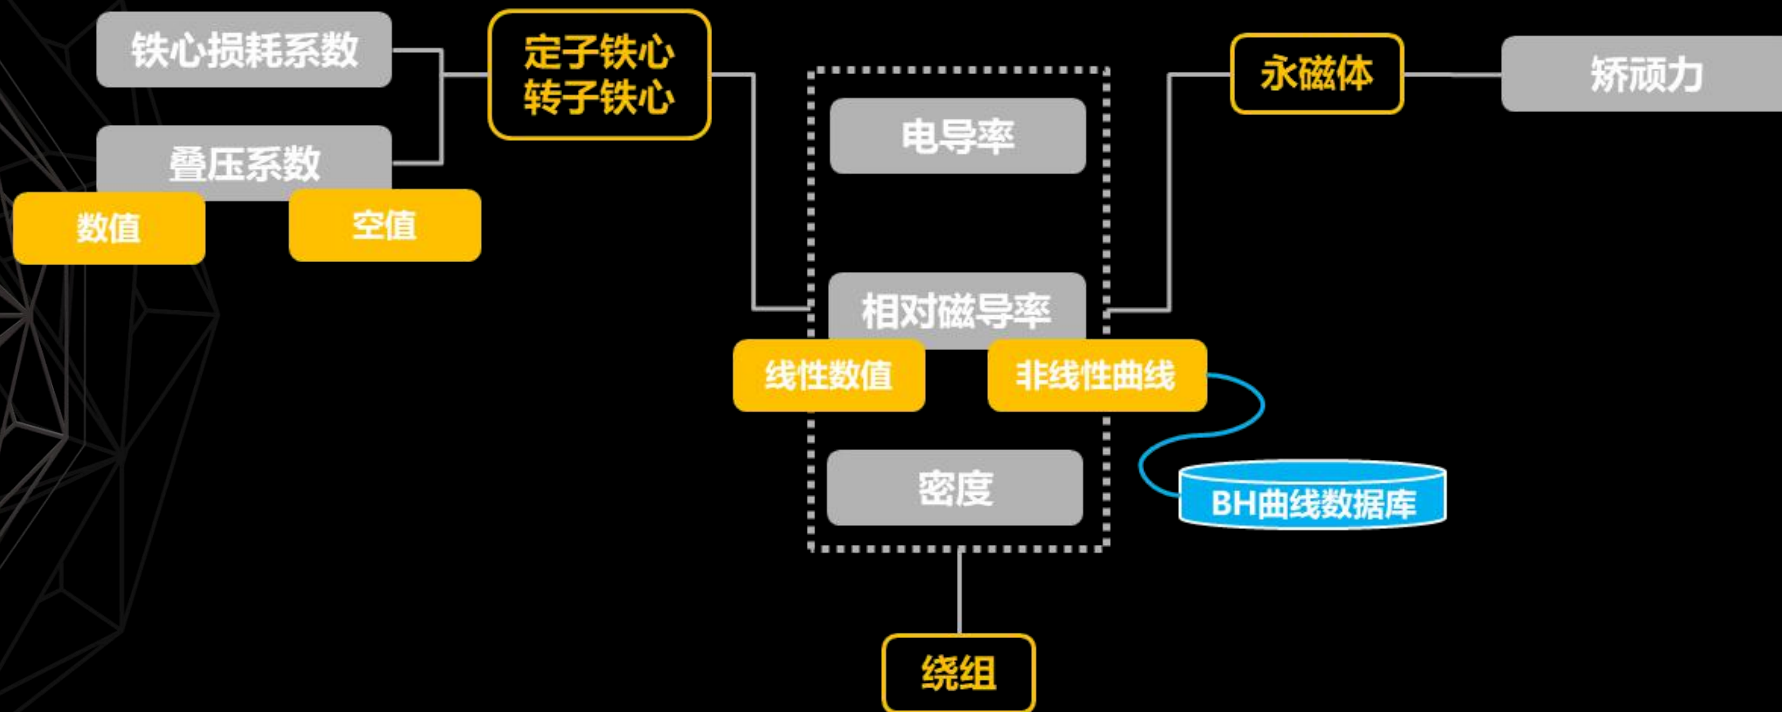 铁心损耗系数
叠压系数
数值
空值
定子铁心
转子铁心
电导率
相对磁导率
线性数值
非线性曲线
密度
BH曲线数据库
绕组
永磁体
矫顽力